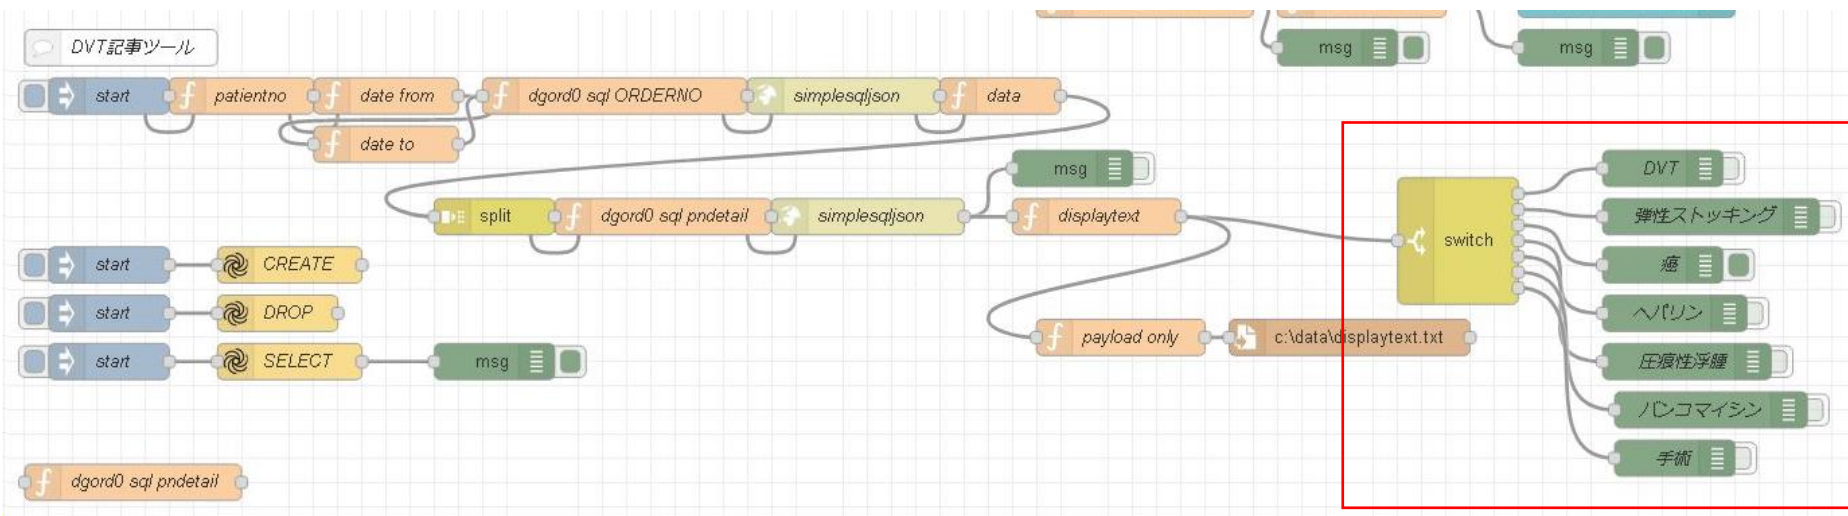 msg
msg
DVT記事ツール
start
patientno
date from
dgord0 sql ORDERNO
simplesqljson
data
date to
msg
DVT
split
dgord0 sql pndetail
simplesqljson
displaytext
switch
弾性ストッキング
start
CREATE
癌
start
DROP
ヘパリン
payload only
c:\data\displaytext.txt
start
SELECT
msg
圧痕性浮腫
バンコマイシン
手術
dgord0 sql pndetail